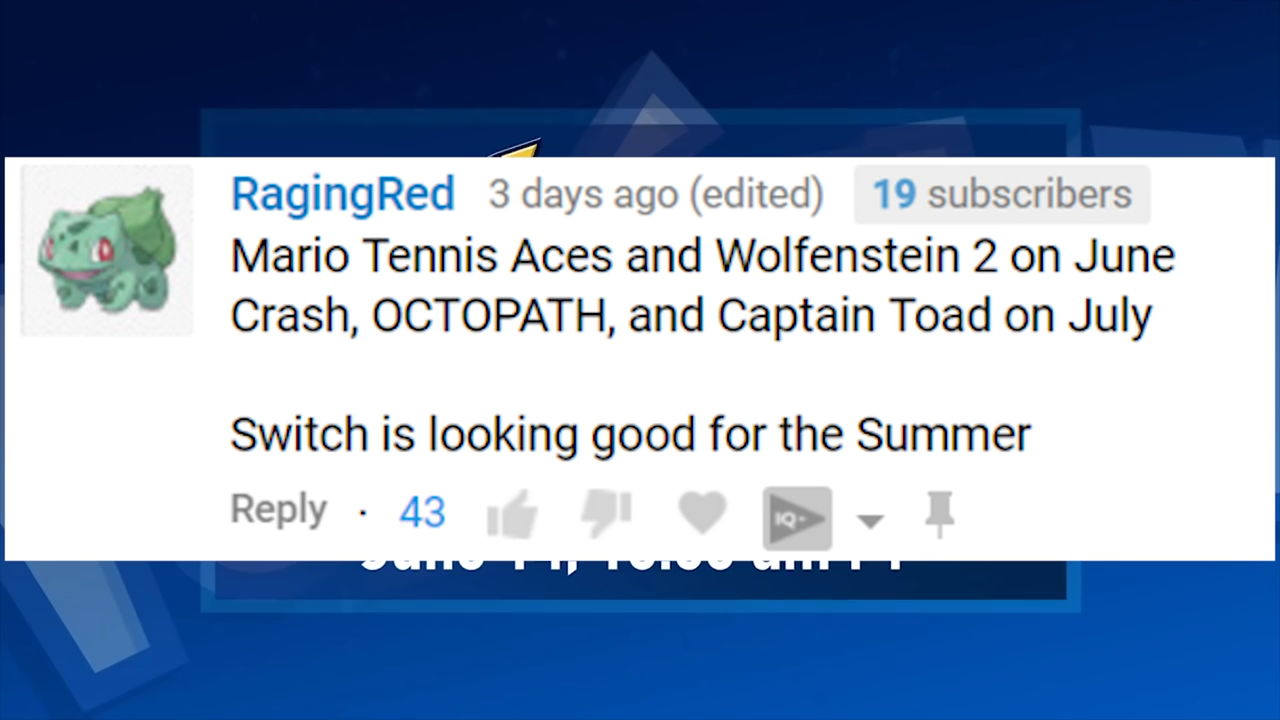 RagingRed 3 days ago (edited) 19 subscribers
Mario Tennis Aces and Wolfenstein 2 on June
Crash, OCTOPATH, and Captain Toad on July
Switch is looking good for the Summer
Reply · 43 IQ+